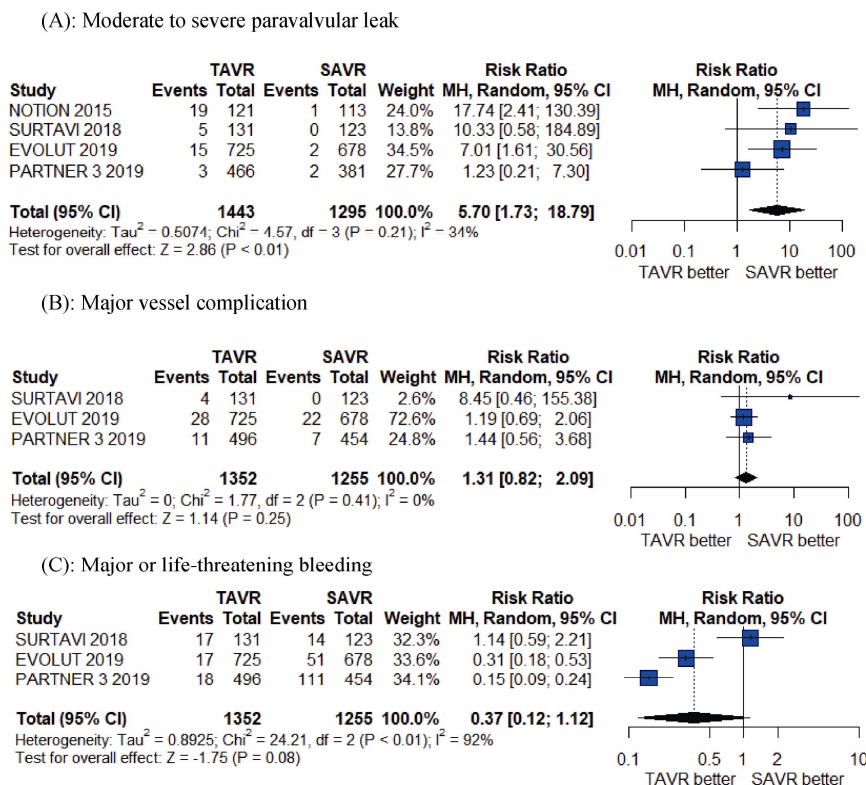 (A): Moderate to severe paravalvular leak
TAVR SAVR Risk Ratio Risk Ratio
Study Events Total Events Total Weight MH, Random, 95% CI MH, Random, 95% CI
NOTION 2015 19 121 1 113 24.0% 17.74 [2.41; 130.39]
SURTAVI 2018 5 131 0 123 13.8% 10.33 [0.58; 184.89]
EVOLUT 2019 15 725 2 678 34.5% 7.01 [1.61; 30.56]
PARTNER 3 2019 3 466 2 381 27.7% 1.23 [0.21; 7.30]
Total (95% CI) 1443 1295 100.0% 5.70 [1.73; 18.79]
Heterogeneity: Tau² = 0.5074; Chi² = 4.57, df = 3 (P = 0.21); I² = 34%
Test for overall effect: Z = 2.86 (P < 0.01)
0.01 0.1 1 10 100
TAVR better SAVR better
(B): Major vessel complication
TAVR SAVR Risk Ratio Risk Ratio
Study Events Total Events Total Weight MH, Random, 95% CI MH, Random, 95% CI
SURTAVI 2018 4 131 0 123 2.6% 8.45 [0.46; 155.38]
EVOLUT 2019 28 725 22 678 72.6% 1.19 [0.69; 2.06]
PARTNER 3 2019 11 496 7 454 24.8% 1.44 [0.56; 3.68]
Total (95% CI) 1352 1255 100.0% 1.31 [0.82; 2.09]
Heterogeneity: Tau² = 0; Chi² = 1.77, df = 2 (P = 0.41); I² = 0%
Test for overall effect: Z = 1.14 (P = 0.25)
0.01 0.1 1 10 100
TAVR better SAVR better
(C): Major or life-threatening bleeding
TAVR SAVR Risk Ratio Risk Ratio
Study Events Total Events Total Weight MH, Random, 95% CI MH, Random, 95% CI
SURTAVI 2018 17 131 14 123 32.3% 1.14 [0.59; 2.21]
EVOLUT 2019 17 725 51 678 33.6% 0.31 [0.18; 0.53]
PARTNER 3 2019 18 496 111 454 34.1% 0.15 [0.09; 0.24]
Total (95% CI) 1352 1255 100.0% 0.37 [0.12; 1.12]
Heterogeneity: Tau² = 0.8925; Chi² = 24.21, df = 2 (P < 0.01); I² = 92%
Test for overall effect: Z = -1.75 (P = 0.08)
0.1 0.5 1 2 10
TAVR better SAVR better